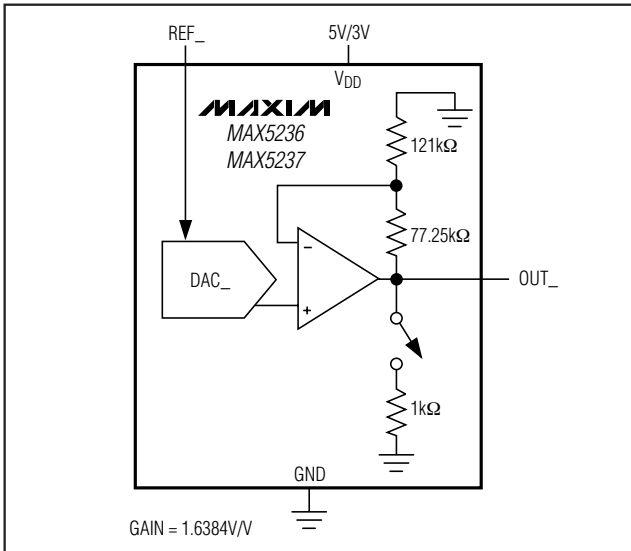 REF_
5V/3V
VDD
MAXIM
MAX5236
MAX5237
121kΩ
77.25kΩ
DAC_
−
+
OUT_
1kΩ
GND
GAIN = 1.6384V/V